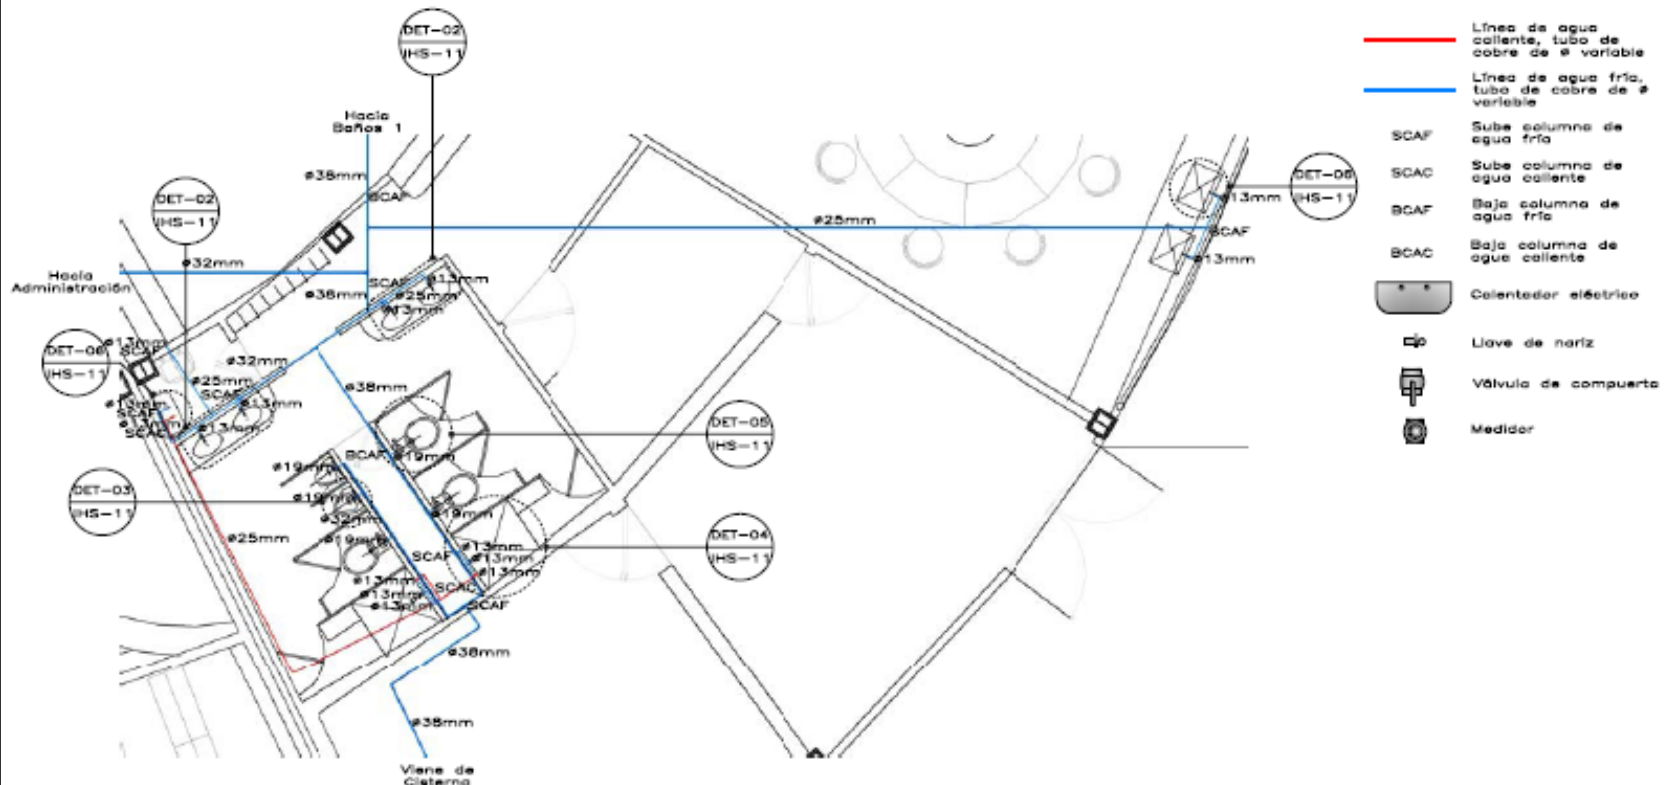 DET-02
IHS-11
Hacia
Baños 1
ø38mm
BCAF
DET-02
IHS-11
ø25mm
DET-06
IHS-11
ø13mm
BCAF
ø13mm
ø32mm
Hacia
Administración
SCAF
ø13mm
ø38mm
ø25mm
ø13mm
ø13mm
SCAF
DET-06
IHS-11
ø32mm
ø25mm
SCAF
ø13mm
ø38mm
ø13mm
SCAF
ø13mm
SCAC
ø13mm
DET-05
IHS-11
BCAF
ø19mm
ø19mm
DET-03
IHS-11
ø19mm
ø32mm
ø19mm
ø19mm
ø25mm
DET-04
IHS-11
ø13mm
ø13mm
ø13mm
SCAF
ø13mm
ø13mm
ø13mm
SCAC
SCAF
ø38mm
ø38mm
Viene de
Cisterna
Línea de agua
caliente, tubo de
cobre de ø variable
Línea de agua fría,
tubo de cobre de ø
variable
SCAF
Sube columna de
agua fría
SCAC
Sube columna de
agua caliente
BCAF
Baja columna de
agua fría
BCAC
Baja columna de
agua caliente
Calentador eléctrico
Llave de nariz
Válvula de compuerta
Medidor